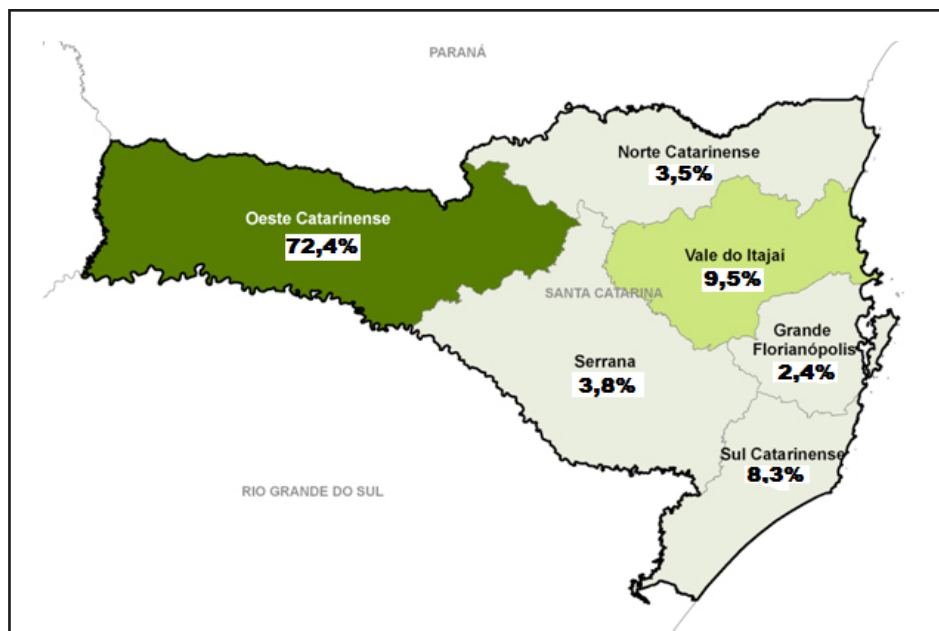 PARANÁ
Norte Catarinense
3,5%
Oeste Catarinense
72,4%
Vale do Itajaí
9,5%
SANTA CATARINA
Grande
Florianópolis
2,4%
Serrana
3,8%
Sul Catarinense
8,3%
RIO GRANDE DO SUL